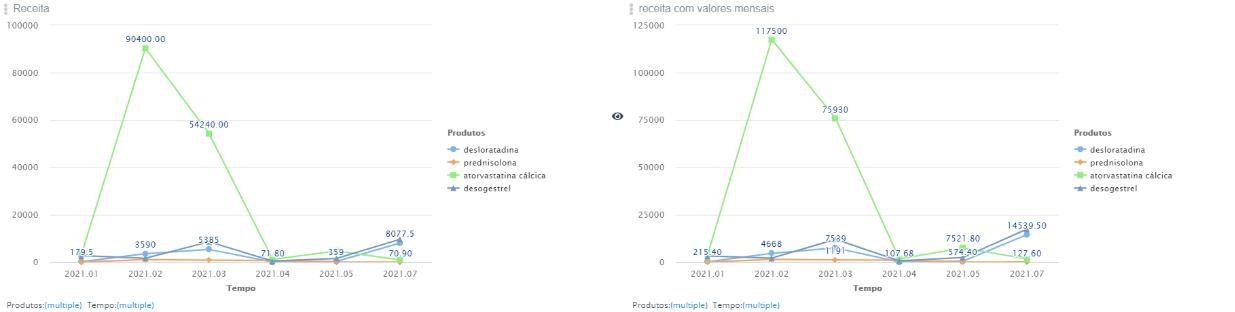 Receita
100000
90400.00
80000
60000
54240.00
40000
20000
179.5
3590
5385
71.80
359
8077.5
70.90
0
2021.01 2021.02 2021.03 2021.04 2021.05 2021.07
Tempo
Produtos
desloratadina
prednisolona
atorvastatina cálcica
desogestrel
Produtos:(multiple) Tempo:(multiple)
receita com valores mensais
125000
117500
100000
75930
75000
50000
25000
215.40
4668
7539
1191
107.68
7521.80
574.40
14539.50
127.60
0
2021.01 2021.02 2021.03 2021.04 2021.05 2021.07
Tempo
Produtos
desloratadina
prednisolona
atorvastatina cálcica
desogestrel
Produtos:(multiple) Tempo:(multiple)